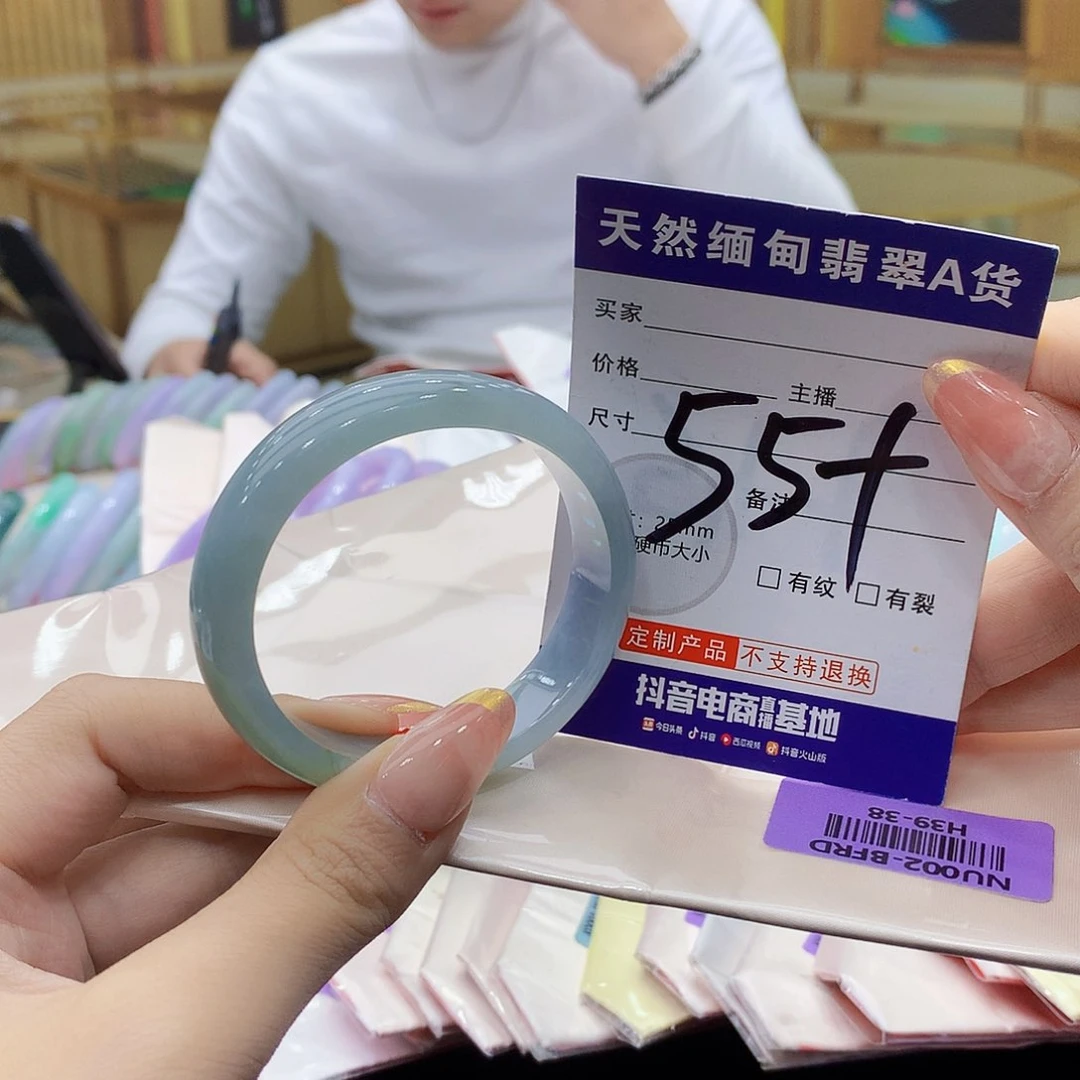 天然缅甸翡翠A货
买家
价格
主播
尺寸
55+
备注
: 2 mm
硬币大小
□ 有纹 □ 有裂
定制产品 不支持退换
抖音电商直播基地
今日头条 抖音 西瓜视频 抖音火山版
NU002-BFRD
H39-38